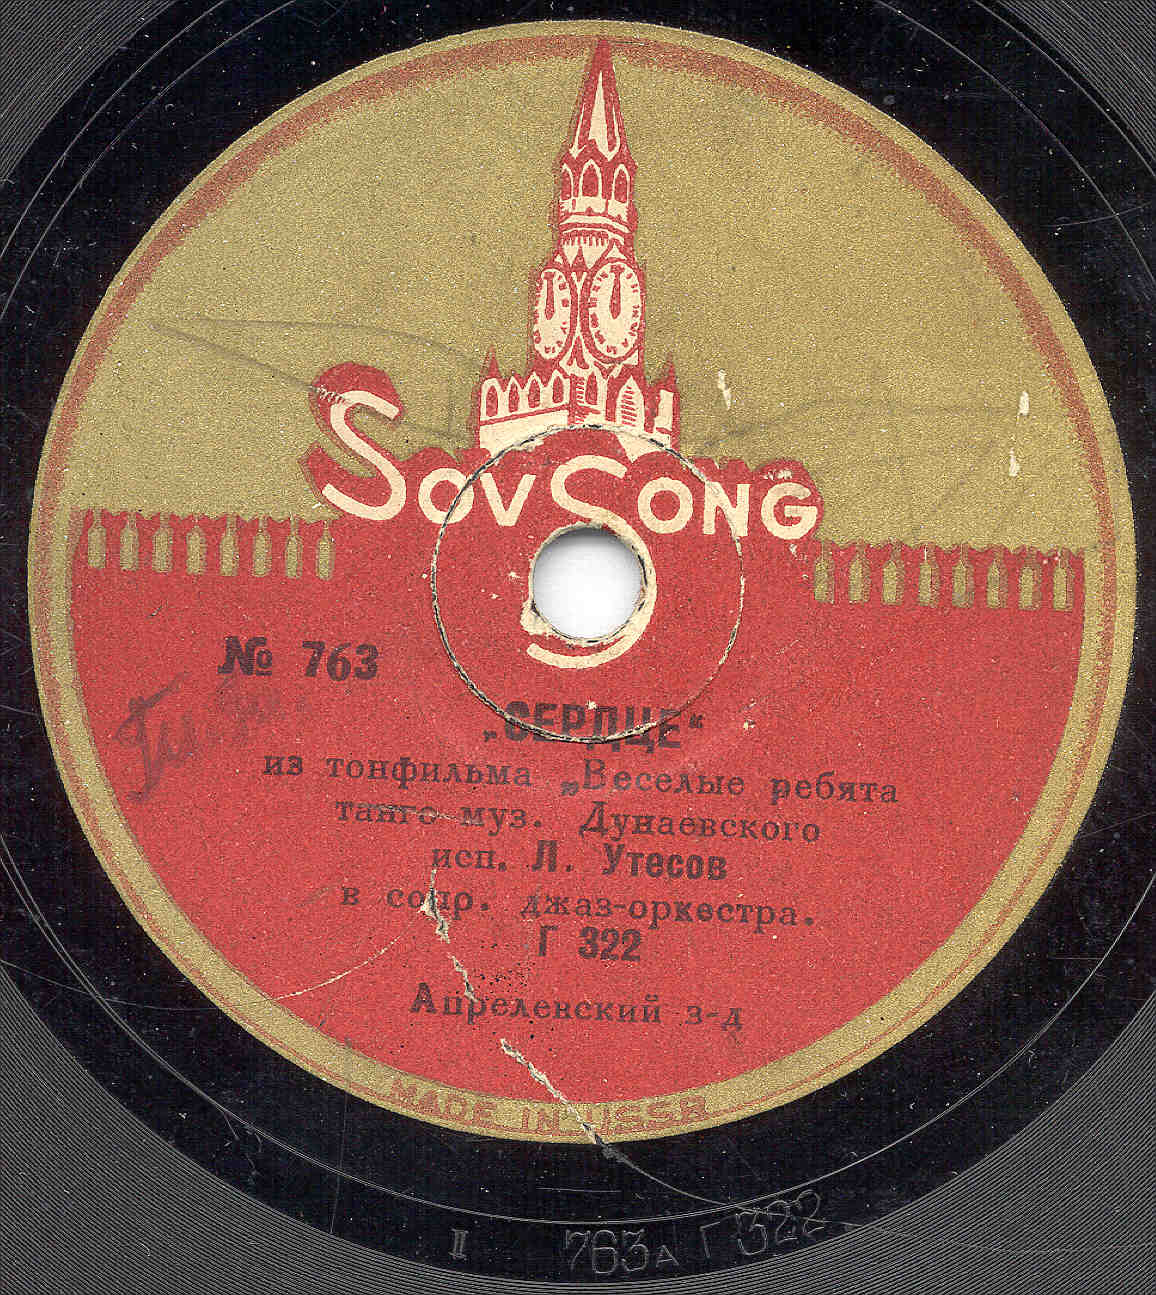 SovSong
№ 763
„СЕРДЦЕ“
из тонфильма „Веселые ребята
танго муз. Дунаевского
исп. Л. Утесов
в сопр. джаз-оркестра.
Г 322
Апрелевский з-д
MADE IN USSR
II 763А Г 322